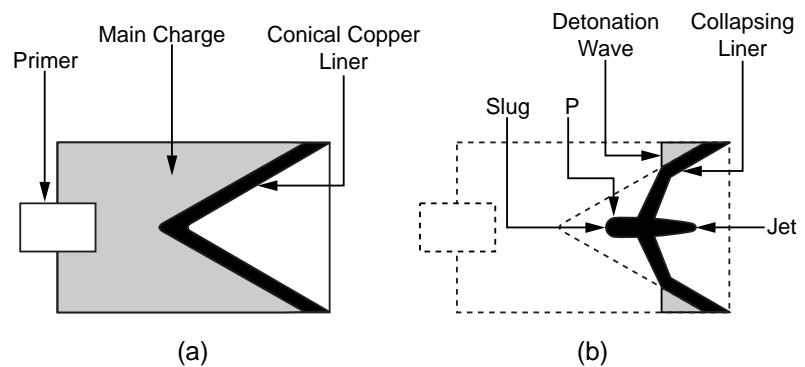 Main Charge
Conical Copper
Liner
Primer
(a)
Detonation
Wave
Collapsing
Liner
Slug
P
Jet
(b)